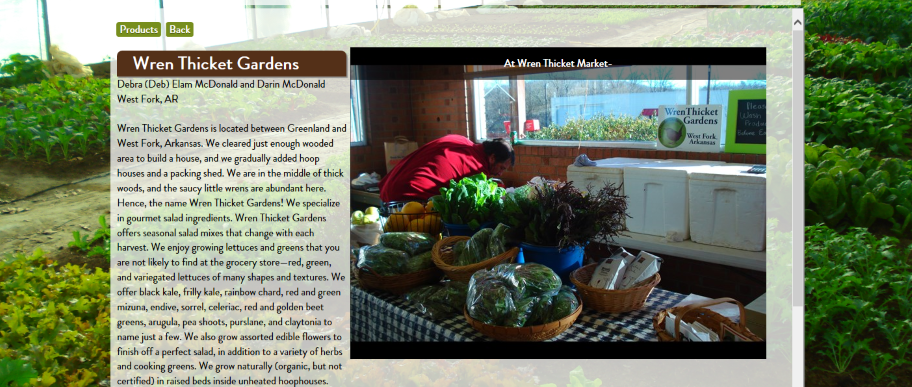 Products Back
Wren Thicket Gardens
Debra (Deb) Elam McDonald and Darin McDonald
West Fork, AR
Wren Thicket Gardens is located between Greenland and
West Fork, Arkansas. We cleared just enough wooded
area to build a house, and we gradually added hoop
houses and a packing shed. We are in the middle of thick
woods, and the saucy little wrens are abundant here.
Hence, the name Wren Thicket Gardens! We specialize
in gourmet salad ingredients. Wren Thicket Gardens
offers seasonal salad mixes that change with each
harvest. We enjoy growing lettuces and greens that you
are not likely to find at the grocery store—red, green,
and variegated lettuces of many shapes and textures. We
offer black kale, frilly kale, rainbow chard, red and green
mizuna, endive, sorrel, celeriac, red and golden beet
greens, arugula, pea shoots, purslane, and claytonia to
name just a few. We also grow assorted edible flowers to
finish off a perfect salad, in addition to a variety of herbs
and cooking greens. We grow naturally (organic, but not
certified) in raised beds inside unheated hoophouses.
At Wren Thicket Market-
Wren Thicket
Gardens
West Fork,
Arkansas
Please
Wash